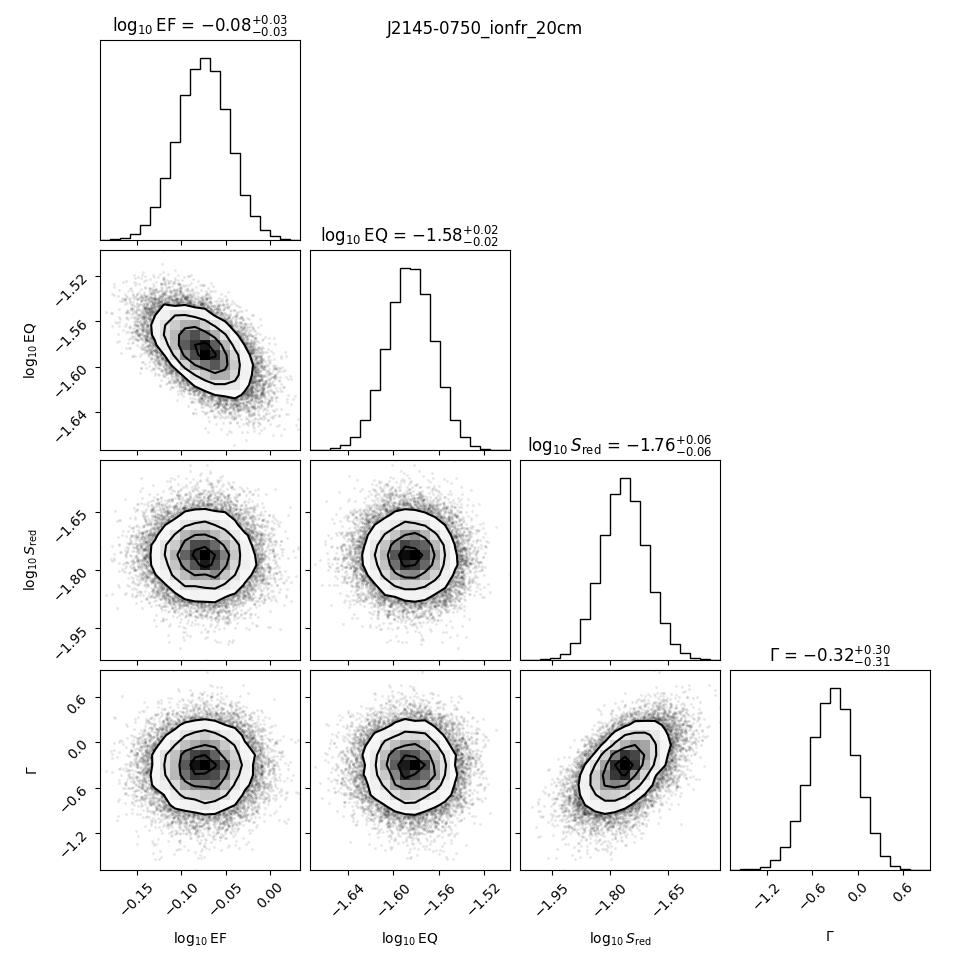 J2145-0750_ionfr_20cm
log₁₀ EF = −0.08 +0.03 −0.03
log₁₀ EQ = −1.58 +0.02 −0.02
−1.52
−1.56
−1.60
−1.64
log₁₀ EQ
log₁₀ S_red = −1.76 +0.06 −0.06
−1.65
−1.80
−1.95
log₁₀ S_red
Γ = −0.32 +0.30 −0.31
0.6
0.0
−0.6
−1.2
Γ
−0.15 −0.10 −0.05 0.00 −1.64 −1.60 −1.56 −1.52 −1.95 −1.80 −1.65 −1.2 −0.6 0.0 0.6
log₁₀ EF log₁₀ EQ log₁₀ S_red Γ